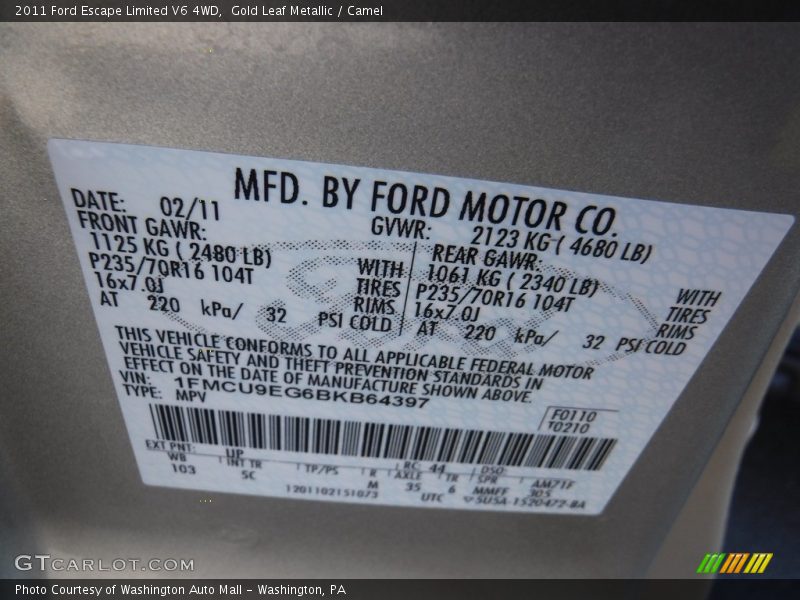 2011 Ford Escape Limited V6 4WD,  Gold Leaf Metallic / Camel
MFD. BY FORD MOTOR CO.
DATE: 02/11 GVWR: 2123 KG ( 4680 LB)
FRONT GAWR: REAR GAWR:
1125 KG ( 2480 LB) WITH 1061 KG ( 2340 LB) WITH
P235/70R16 104T TIRES P235/70R16 104T TIRES
16x7.0J RIMS 16x7.0J RIMS
AT 220 kPa/ 32 PSI COLD AT 220 kPa/ 32 PSI COLD
THIS VEHICLE CONFORMS TO ALL APPLICABLE FEDERAL MOTOR
VEHICLE SAFETY AND THEFT PREVENTION STANDARDS IN
EFFECT ON THE DATE OF MANUFACTURE SHOWN ABOVE.
VIN: 1FMCU9EG6BKB64397
TYPE: MPV
F0110
T0210
EXT PNT: UP RC: 44 DSO:
WB INT TR TP/PS R AXLE TR SPR AM71F
103 5C M 35 6 MMFF 305
1201102151073 UTC 5U5A-1520472-BA
GTCARLOT.COM
Photo Courtesy of Washington Auto Mall – Washington, PA